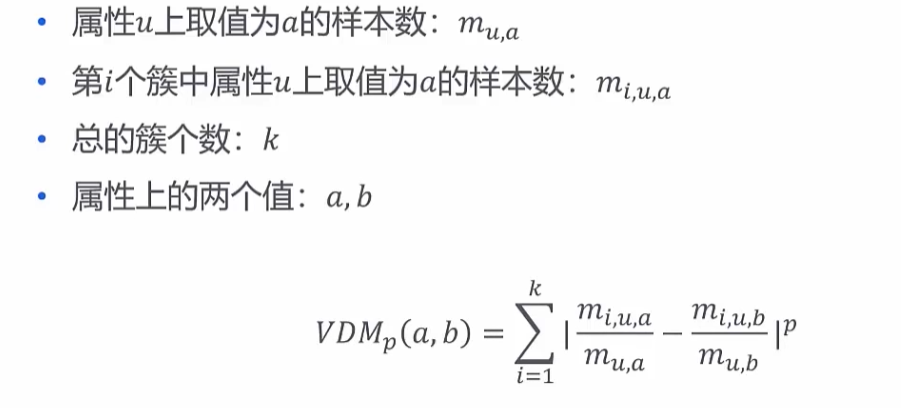 • 属性u上取值为a的样本数：m_{u,a}
• 第i个簇中属性u上取值为a的样本数：m_{i,u,a}
• 总的簇个数：k
• 属性上的两个值：a,b
VDM_p(a,b) = \sum_{i=1}^{k} |\frac{m_{i,u,a}}{m_{u,a}} - \frac{m_{i,u,b}}{m_{u,b}}|^p